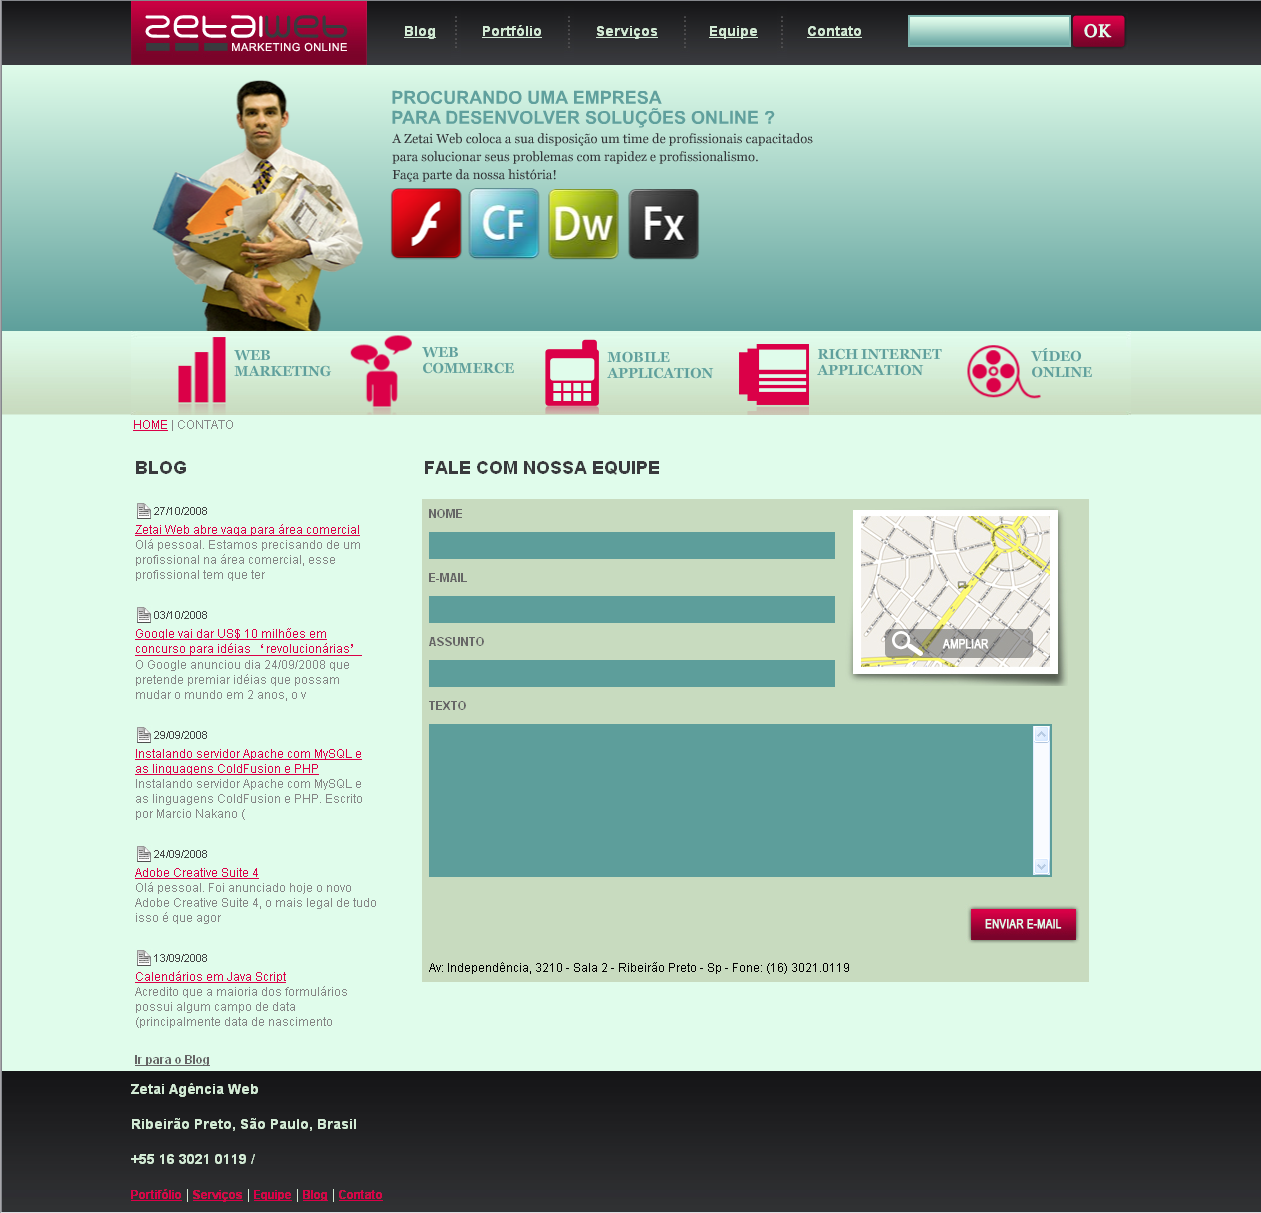 zetaiweb
MARKETING ONLINE
Blog
Portfólio
Serviços
Equipe
Contato
OK
PROCURANDO UMA EMPRESA
PARA DESENVOLVER SOLUÇÕES ONLINE ?
A Zetai Web coloca a sua disposição um time de profissionais capacitados
para solucionar seus problemas com rapidez e profissionalismo.
Faça parte da nossa história!
CF
Dw
Fx
WEB
MARKETING
WEB
COMMERCE
MOBILE
APPLICATION
RICH INTERNET
APPLICATION
VÍDEO
ONLINE
HOME | CONTATO
BLOG
27/10/2008
Zetai Web abre vaga para área comercial
Olá pessoal. Estamos precisando de um
profissional na área comercial, esse
profissional tem que ter
03/10/2008
Google vai dar US$ 10 milhões em
concurso para idéias ‘revolucionárias’
O Google anunciou dia 24/09/2008 que
pretende premiar idéias que possam
mudar o mundo em 2 anos, o v
29/09/2008
Instalando servidor Apache com MySQL e
as linguagens ColdFusion e PHP
Instalando servidor Apache com MySQL e
as linguagens ColdFusion e PHP. Escrito
por Marcio Nakano (
24/09/2008
Adobe Creative Suite 4
Olá pessoal. Foi anunciado hoje o novo
Adobe Creative Suite 4, o mais legal de tudo
isso é que agor
13/09/2008
Calendários em Java Script
Acredito que a maioria dos formulários
possui algum campo de data
(principalmente data de nascimento
Ir para o Blog
FALE COM NOSSA EQUIPE
NOME
E-MAIL
ASSUNTO
TEXTO
AMPLIAR
ENVIAR E-MAIL
Av: Independência, 3210 - Sala 2 - Ribeirão Preto - Sp - Fone: (16) 3021.0119
Zetai Agência Web
Ribeirão Preto, São Paulo, Brasil
+55 16 3021 0119 /
Portifólio | Serviços | Equipe | Blog | Contato